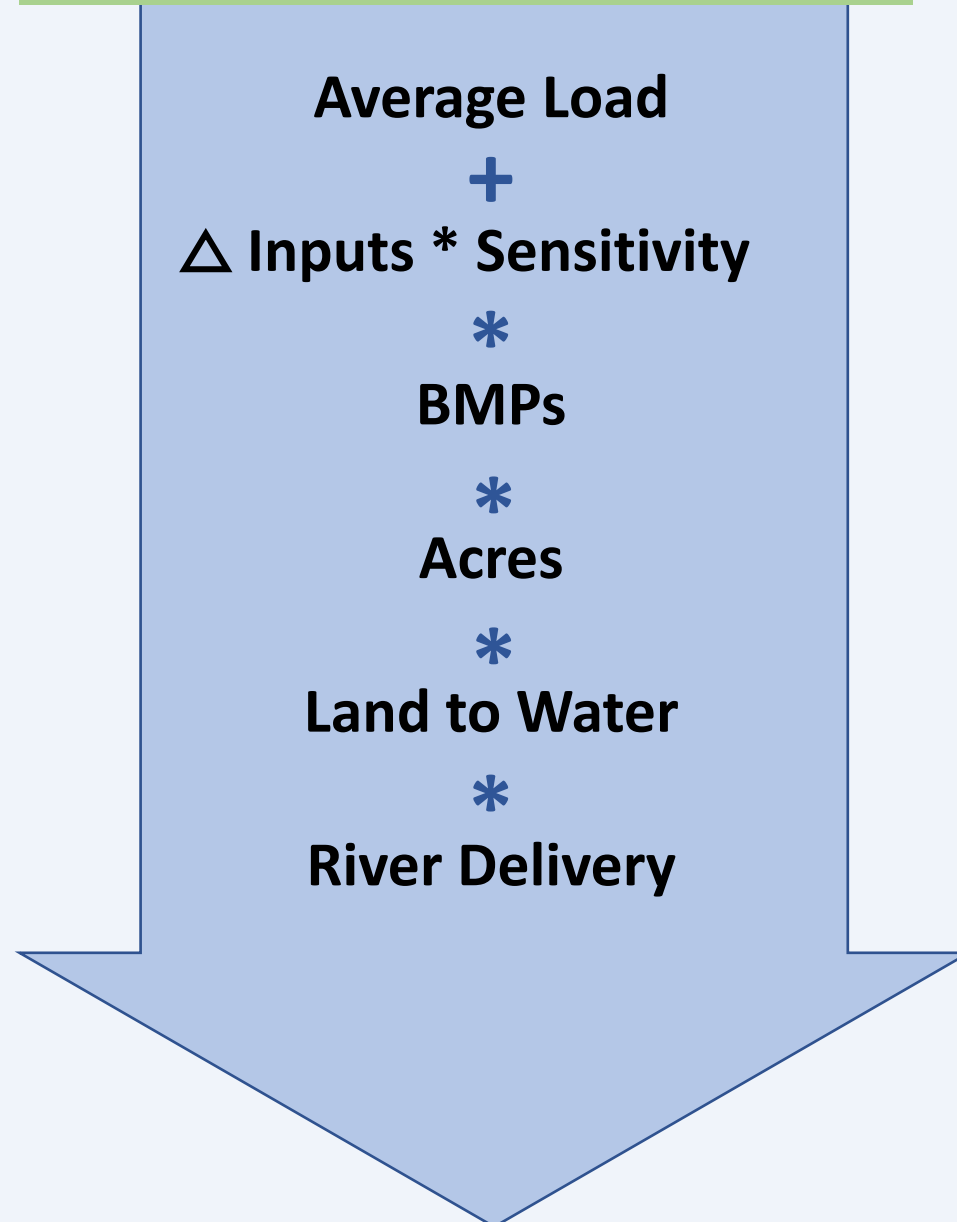 Average Load
+
△ Inputs * Sensitivity
*
BMPs
*
Acres
*
Land to Water
*
River Delivery